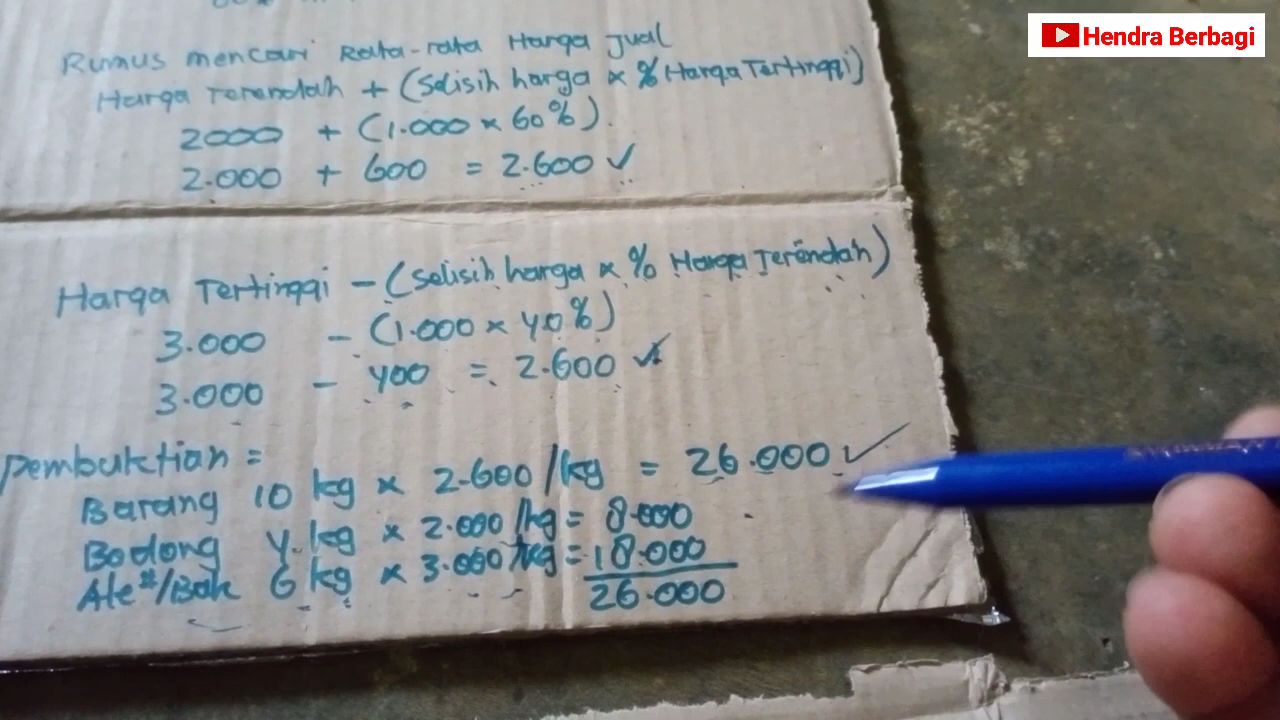 Hendra Berbagi
Rumus mencari Rata-rata Harga jual
Harga Terendah + (Selisih harga × % Harga Tertinggi)
2000 + (1.000 × 60%)
2.000 + 600 = 2.600 ✓
Harga Tertinggi - (Selisih harga × % Harga Terendah)
3.000 - (1.000 × 40%)
3.000 - 400 = 2.600 ✓
Pembuktian =
Barang 10 kg × 2.600/kg = 26.000 ✓
Bodong 4 kg × 2.000/kg = 8.000
6 kg × 3.000/kg = 18.000
26.000